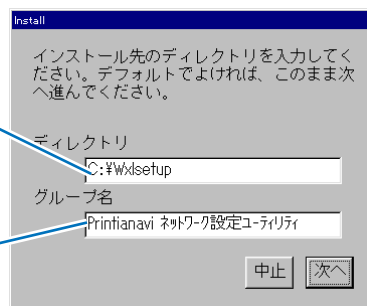 Install
インストール先のディレクトリを入力してく
ださい。デフォルトでよければ、このまま次
へ進んでください。
ディレクトリ
C:¥Wxlsetup
グループ名
Printianavi ネットワーク設定ユーティリティ
中止
次へ